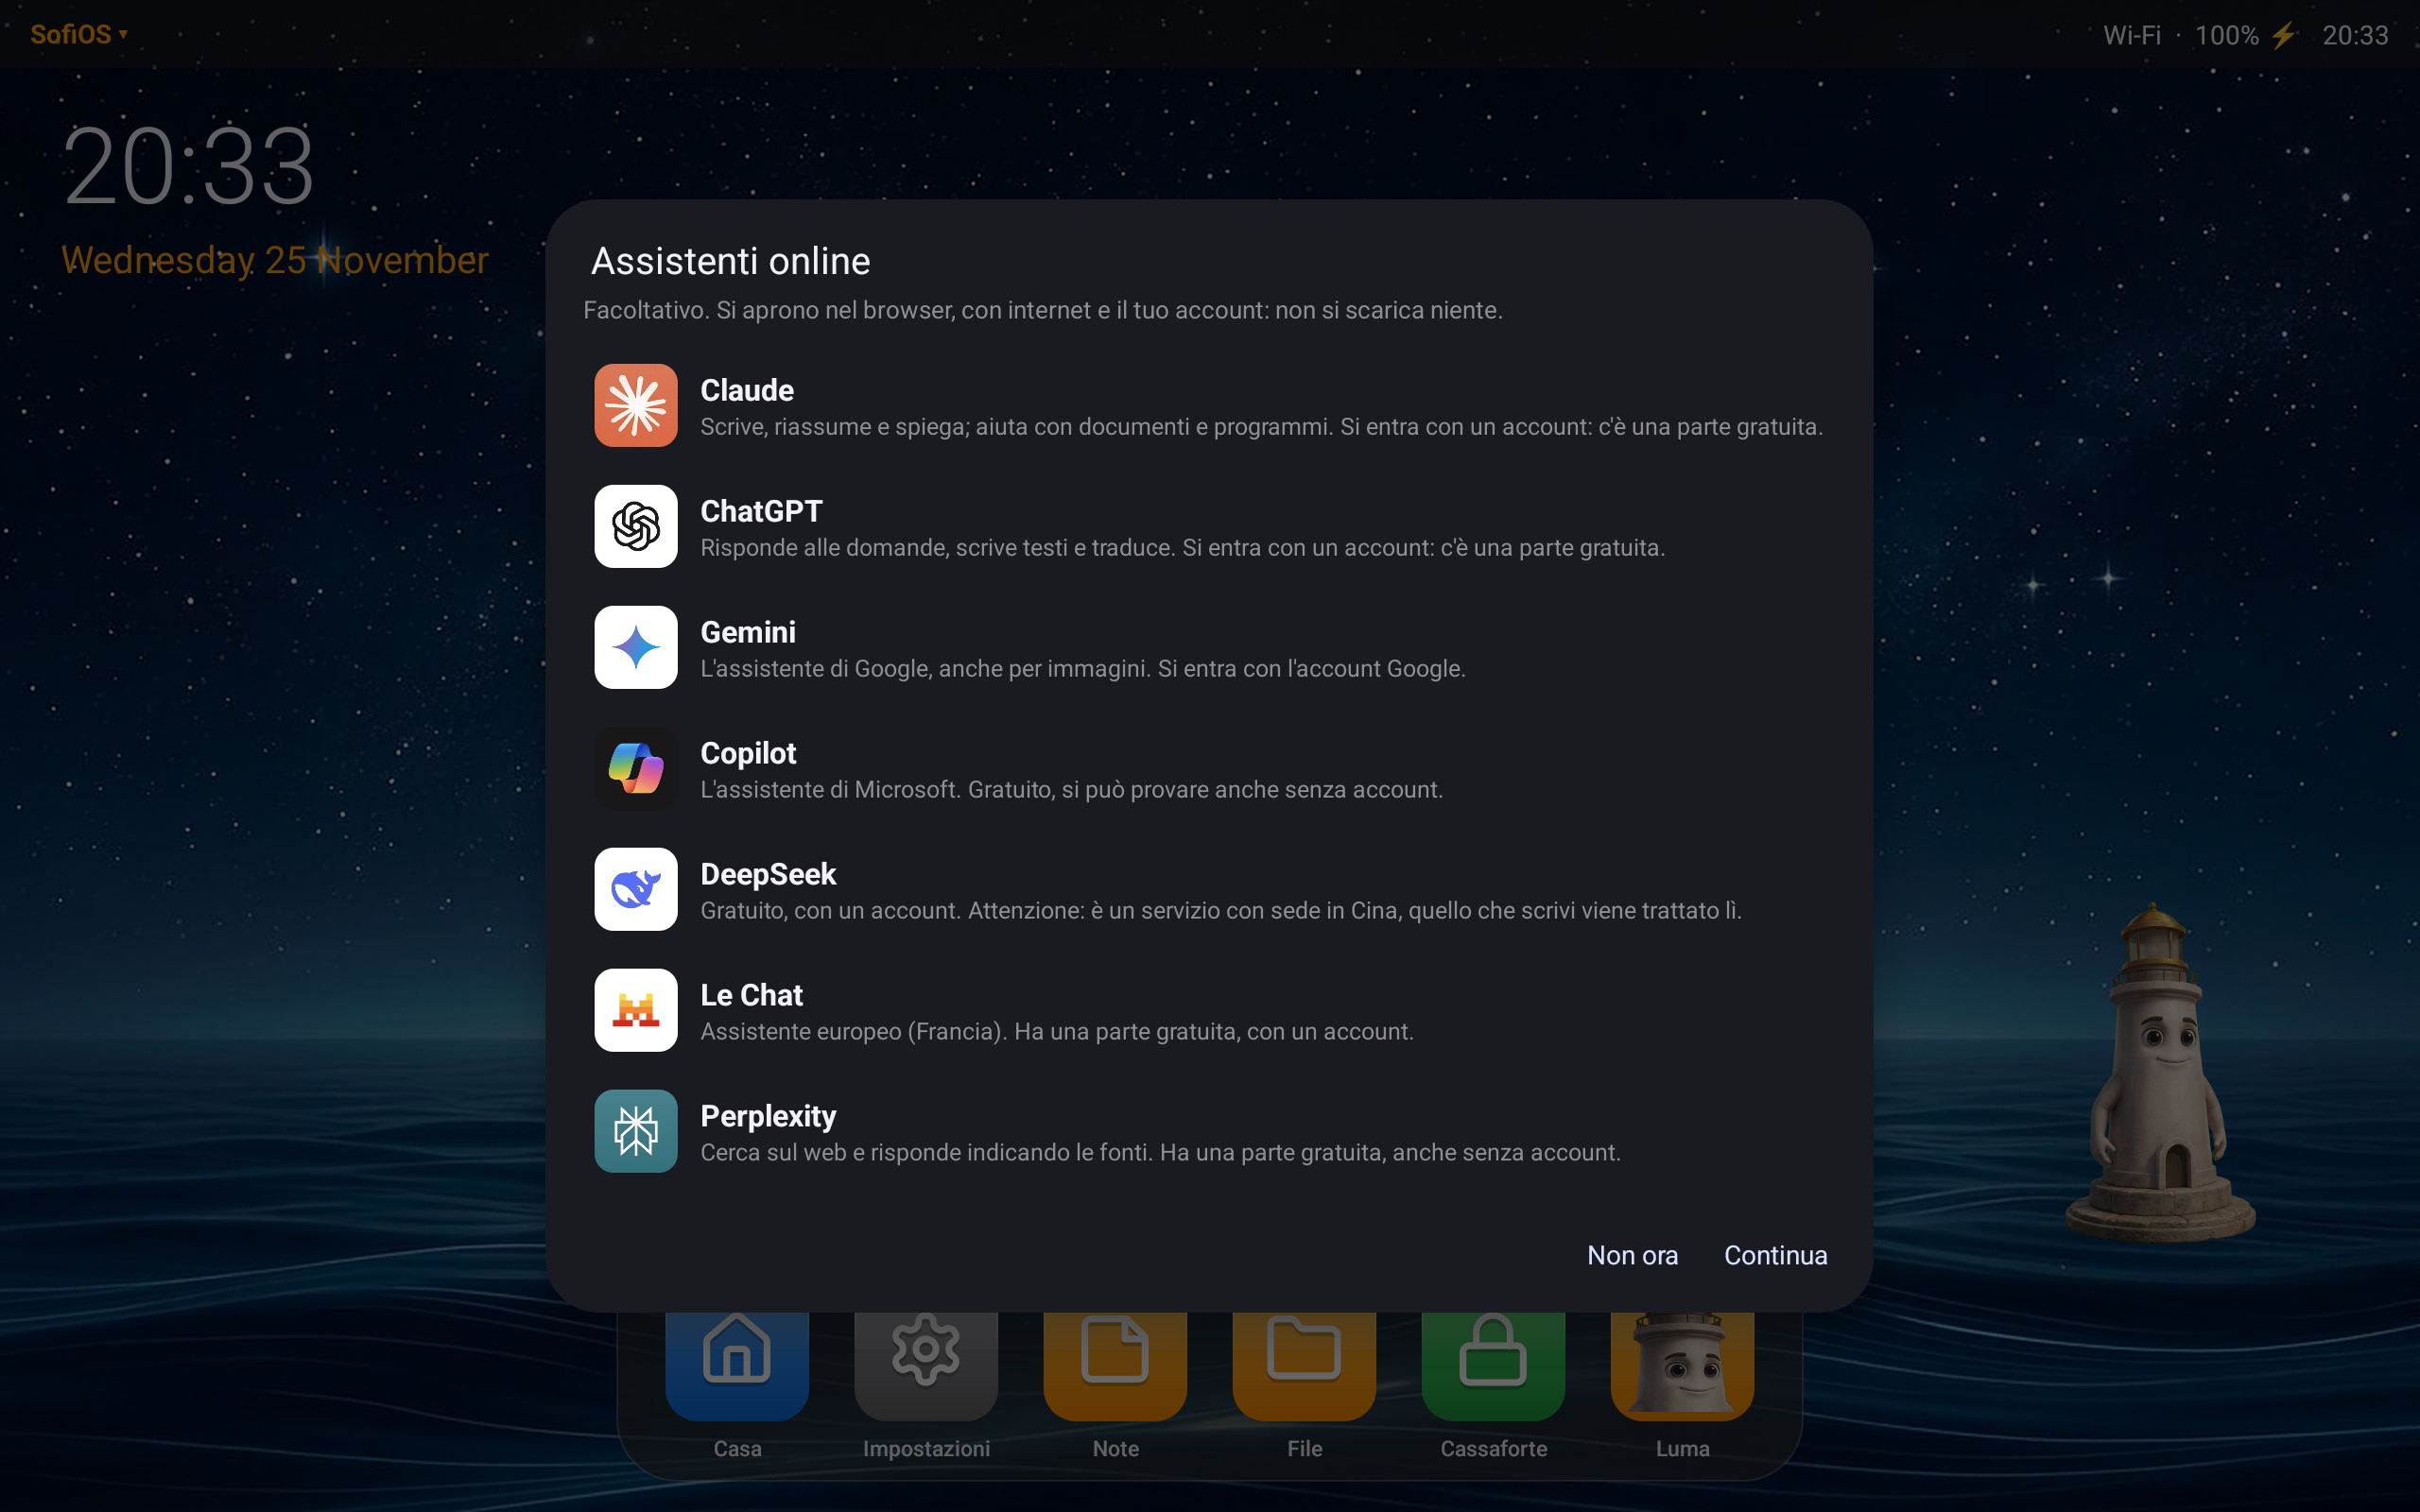 SofiOS ▾
Wi-Fi · 100% ⚡ 20:33
20:33
Wednesday 25 November
Assistenti online
Facoltativo. Si aprono nel browser, con internet e il tuo account: non si scarica niente.
Claude
Scrive, riassume e spiega; aiuta con documenti e programmi. Si entra con un account: c'è una parte gratuita.
ChatGPT
Risponde alle domande, scrive testi e traduce. Si entra con un account: c'è una parte gratuita.
Gemini
L'assistente di Google, anche per immagini. Si entra con l'account Google.
Copilot
L'assistente di Microsoft. Gratuito, si può provare anche senza account.
DeepSeek
Gratuito, con un account. Attenzione: è un servizio con sede in Cina, quello che scrivi viene trattato lì.
Le Chat
Assistente europeo (Francia). Ha una parte gratuita, con un account.
Perplexity
Cerca sul web e risponde indicando le fonti. Ha una parte gratuita, anche senza account.
Non ora Continua
Casa Impostazioni Note File Cassaforte Luma